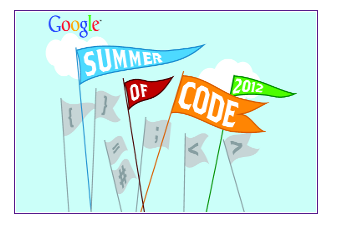 Google
SUMMER
OF
CODE
2012
{ }
= ;
#
< >